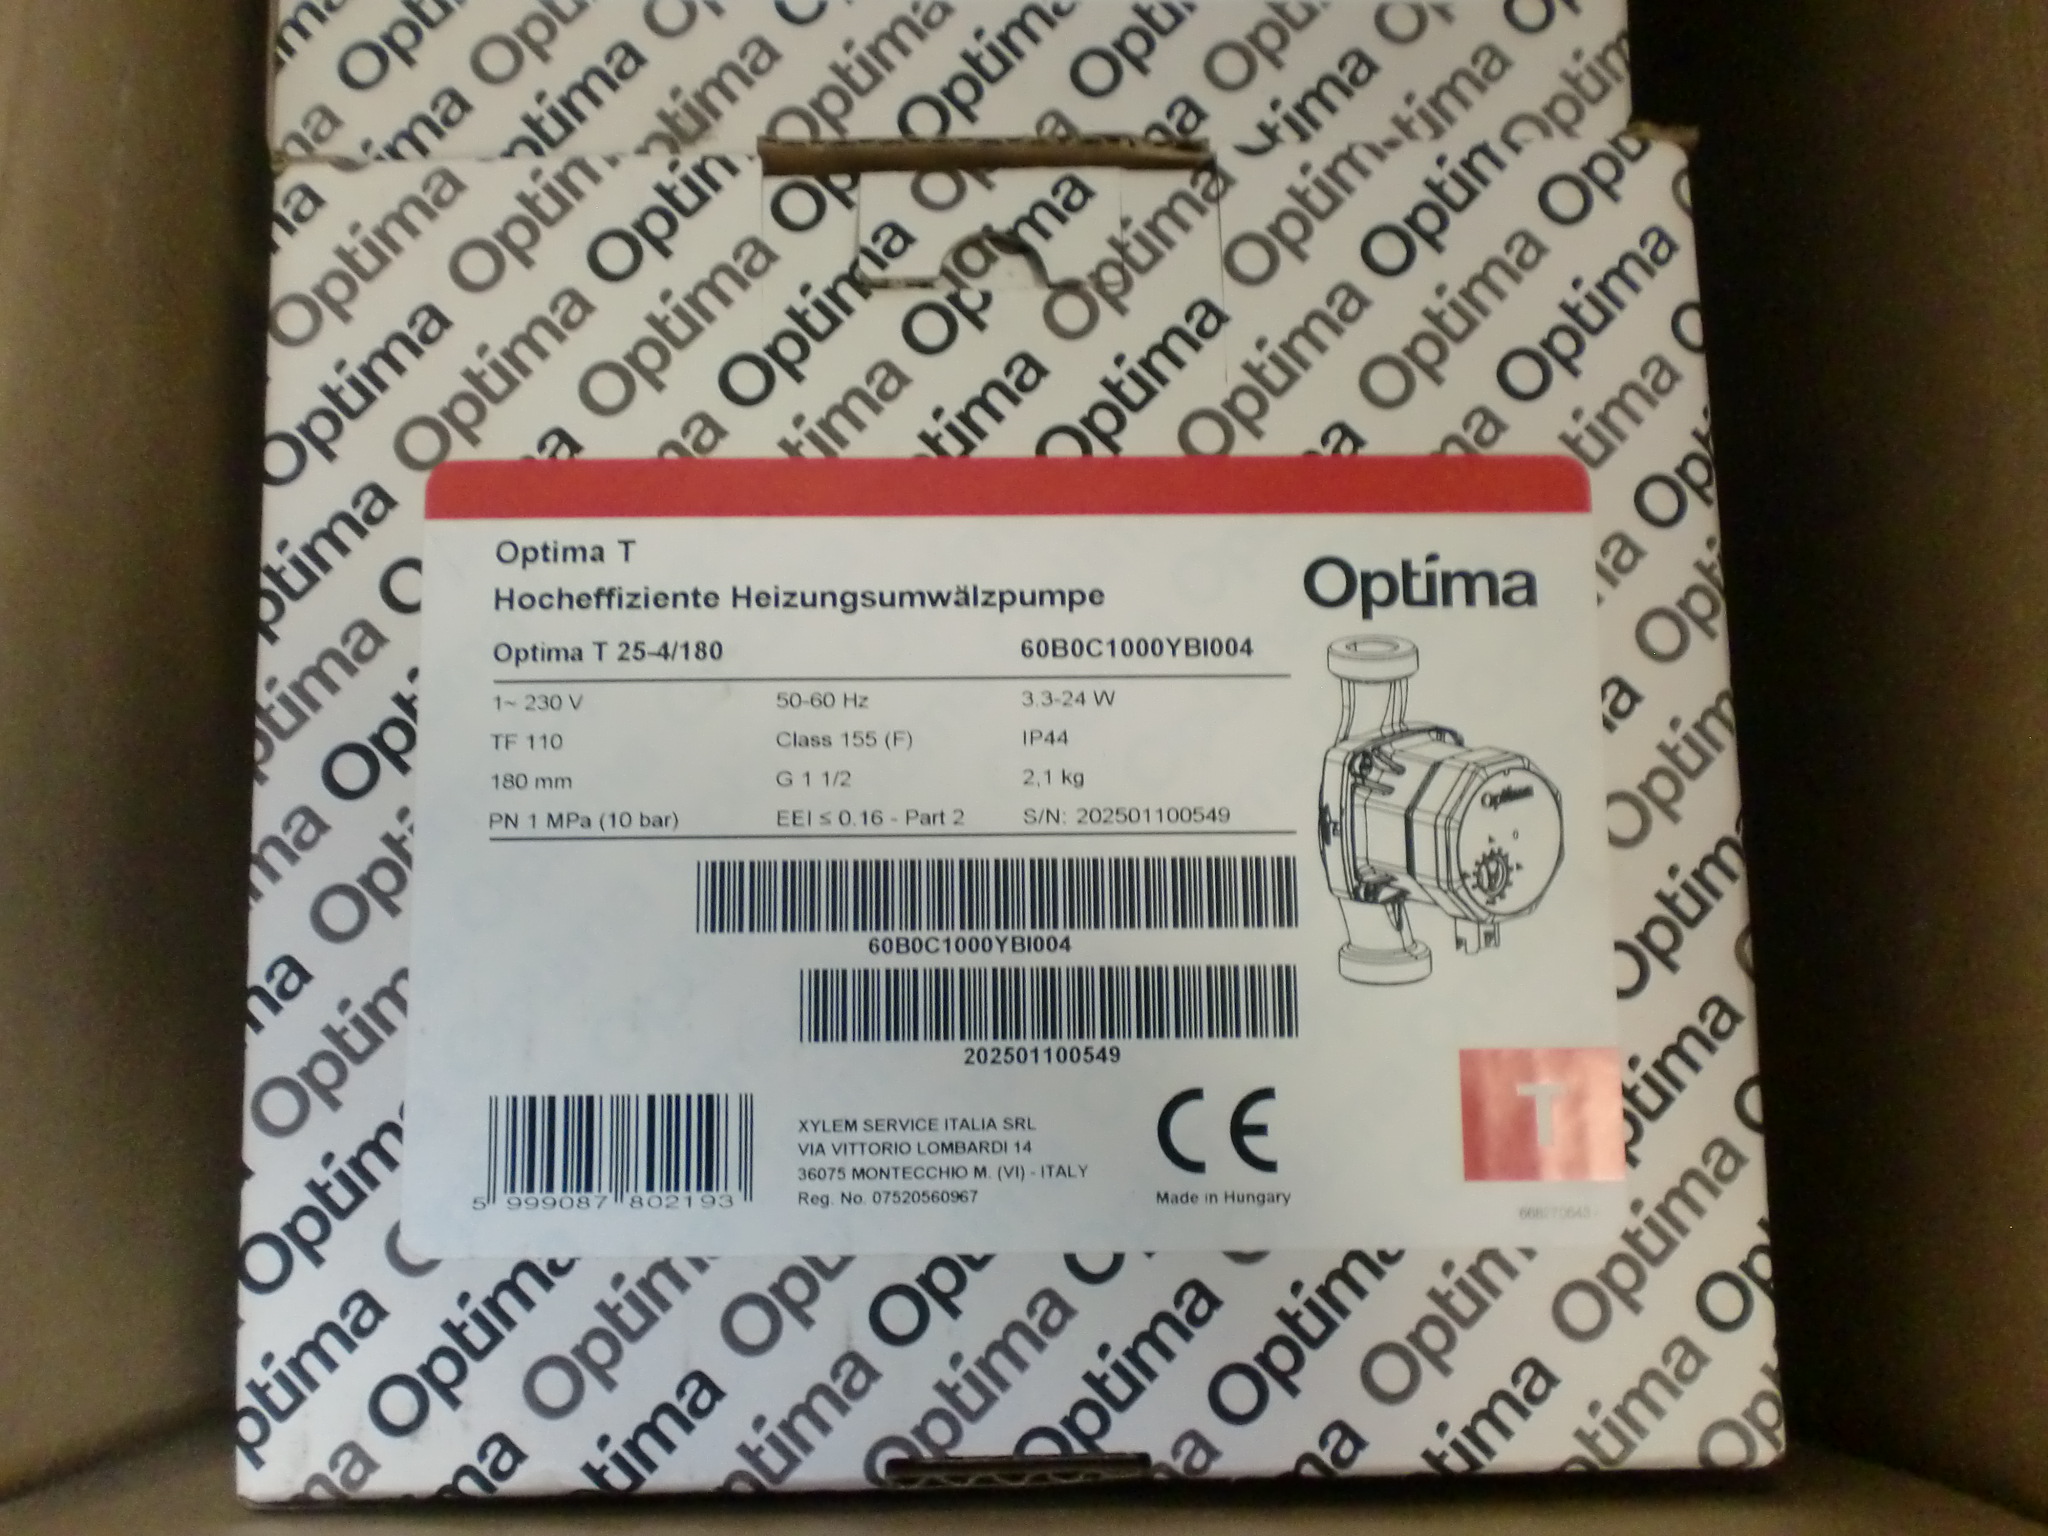 Optima T
Hocheffiziente Heizungsumwälzpumpe
Optima
Optima T 25-4/180 60B0C1000YBI004
1~ 230 V 50-60 Hz 3.3-24 W
TF 110 Class 155 (F) IP44
180 mm G 1 1/2 2,1 kg
PN 1 MPa (10 bar) EEI ≤ 0.16 - Part 2 S/N: 202501100549
Optima
60B0C1000YBI004
202501100549
T
XYLEM SERVICE ITALIA SRL
VIA VITTORIO LOMBARDI 14
36075 MONTECCHIO M. (VI) - ITALY
Reg. No. 07520560967
CE
Made in Hungary
5 999087 802193